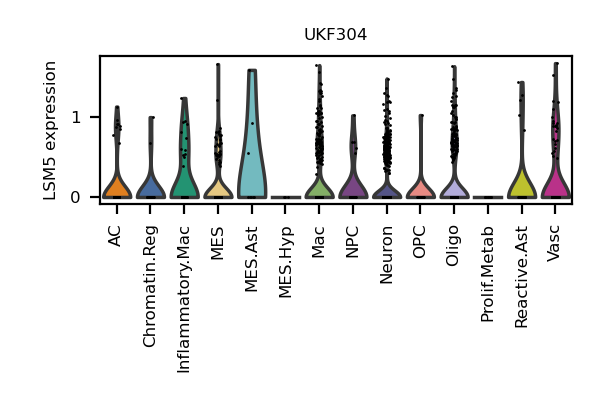 UKF304
LSM5 expression
1
0
AC
Chromatin.Reg
Inflammatory.Mac
MES
MES.Ast
MES.Hyp
Mac
NPC
Neuron
OPC
Oligo
Prolif.Metab
Reactive.Ast
Vasc